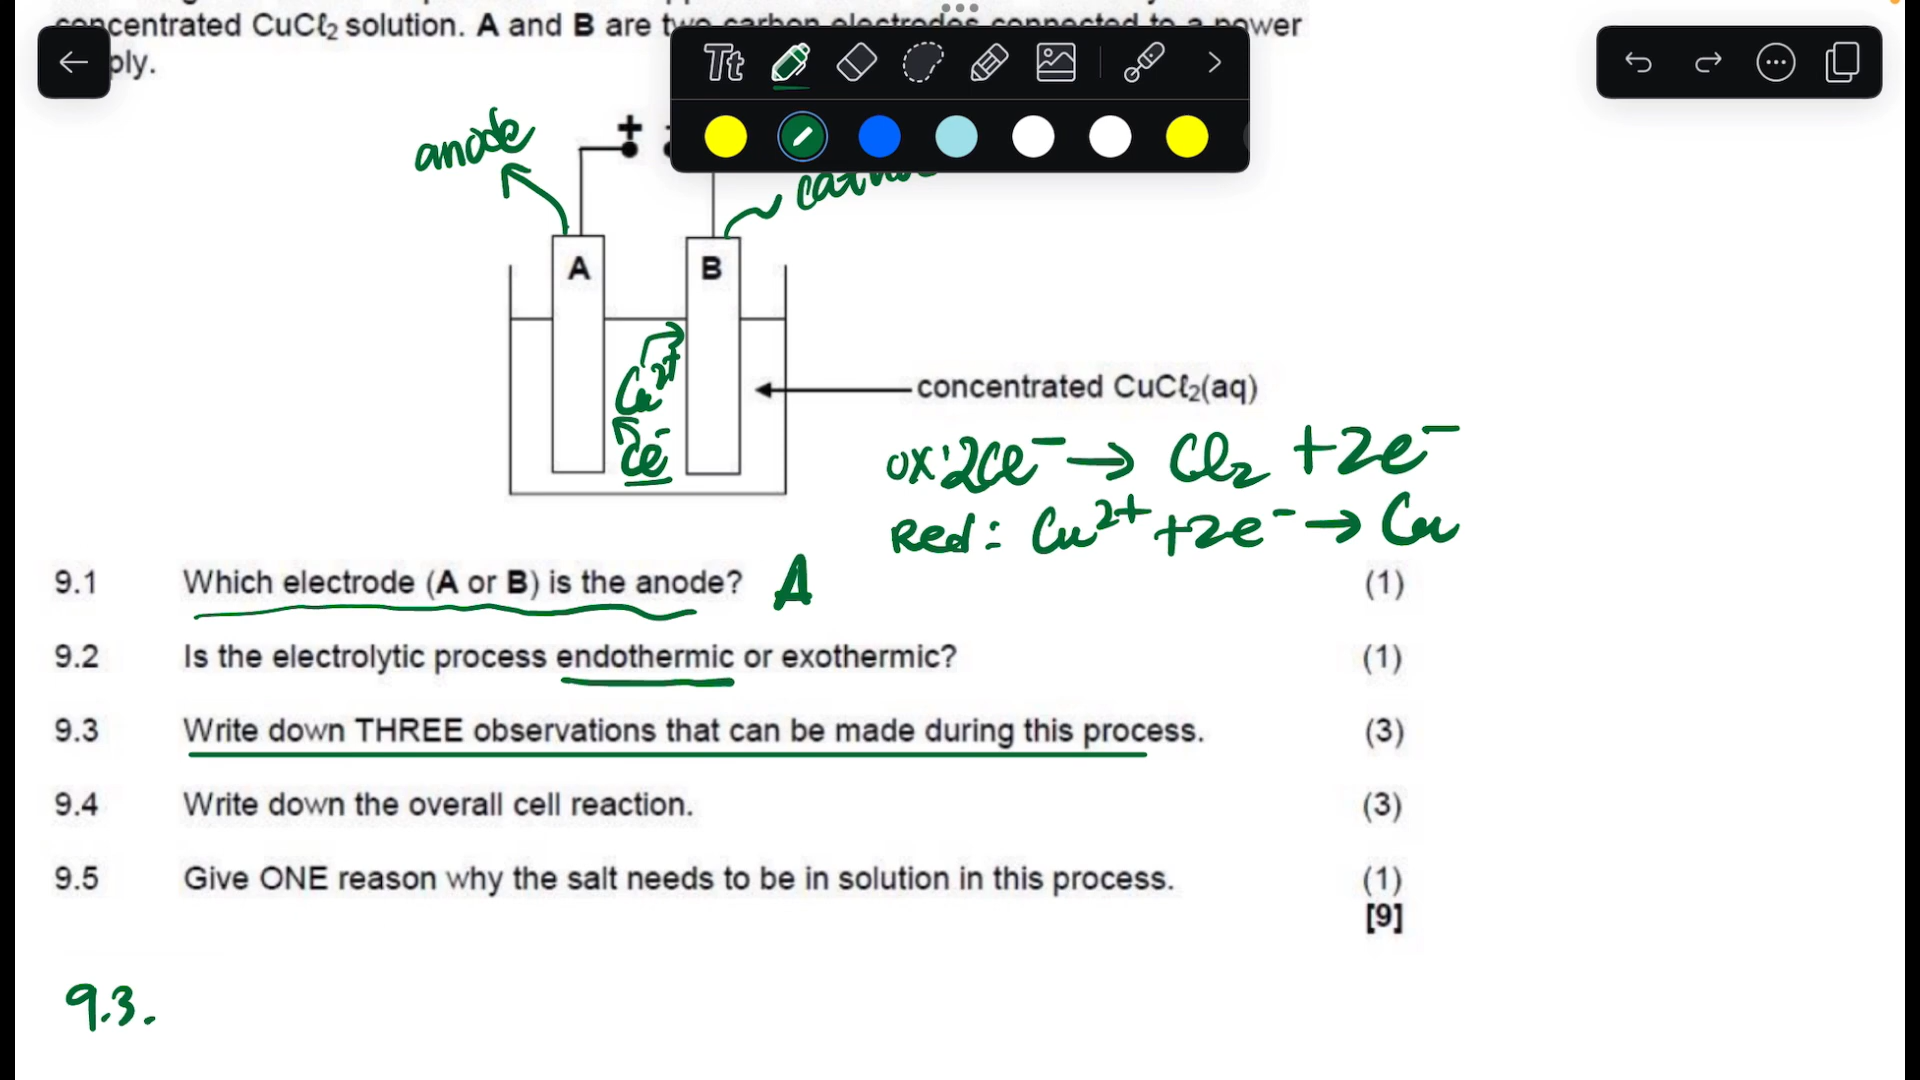 centrated CuCℓ₂ solution. A and B are two carbon electrodes connected to a power
ply.
Tt
anode
+
A
B
Cu²⁺
Cl⁻
concentrated CuCℓ₂(aq)
ox: 2Cl⁻ → Cl₂ + 2e⁻
Red: Cu²⁺ + 2e⁻ → Cu
9.1 Which electrode (A or B) is the anode? A (1)
9.2 Is the electrolytic process endothermic or exothermic? (1)
9.3 Write down THREE observations that can be made during this process. (3)
9.4 Write down the overall cell reaction. (3)
9.5 Give ONE reason why the salt needs to be in solution in this process. (1)
[9]
9.3.